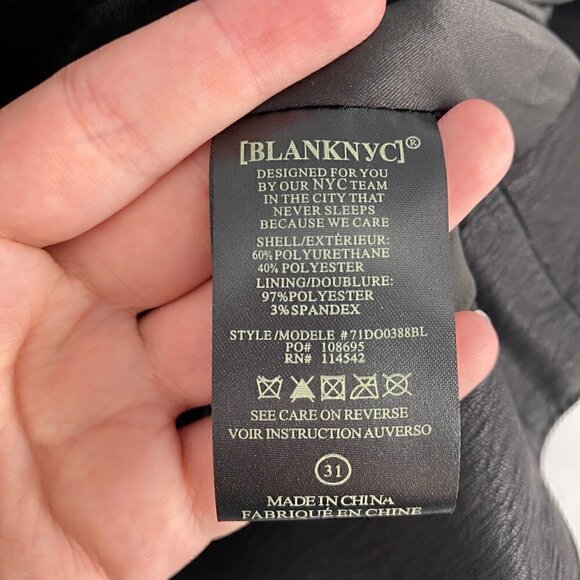 [BLANKNyC]®
DESIGNED FOR YOU
BY OUR NYC TEAM
IN THE CITY THAT
NEVER SLEEPS
BECAUSE WE CARE
SHELL/EXTÉRIEUR:
60% POLYURETHANE
40% POLYESTER
LINING/DOUBLURE:
97%POLYESTER
3%SPANDEX
STYLE/MODELE #71DO0388BL
PO# 108695
RN# 114542
SEE CARE ON REVERSE
VOIR INSTRUCTION AUVERSO
31
MADE IN CHINA
FABRIQUÉ EN CHINE